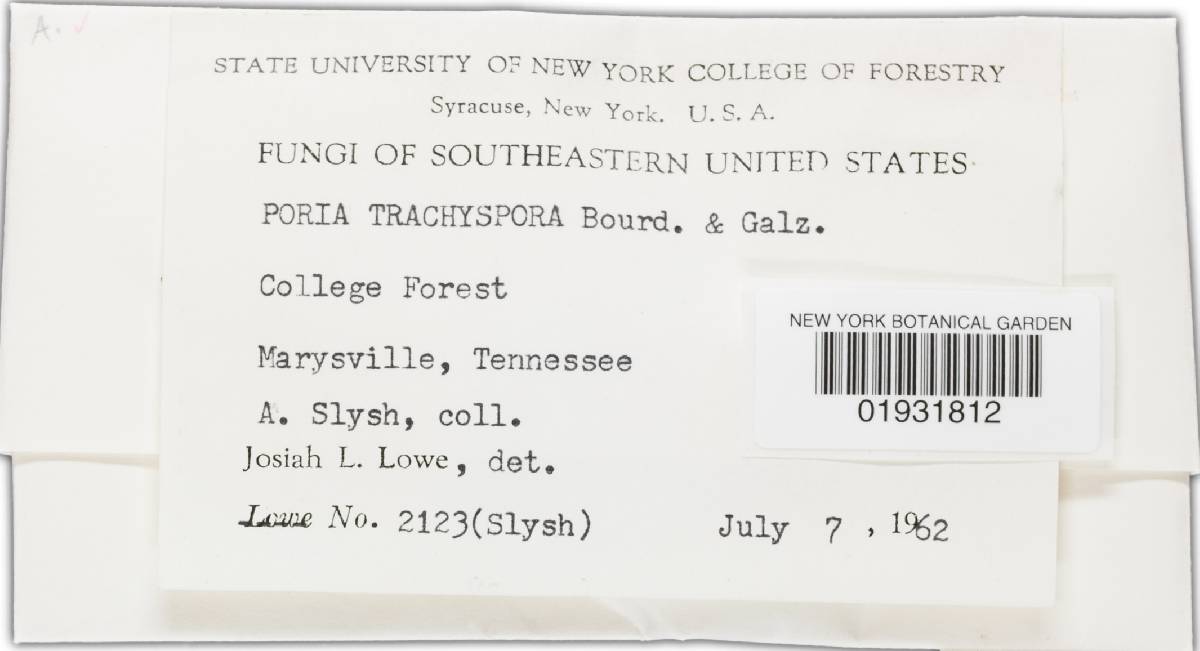 A. ✓
STATE UNIVERSITY OF NEW YORK COLLEGE OF FORESTRY
Syracuse, New York. U. S. A.
FUNGI OF SOUTHEASTERN UNITED STATES
PORIA TRACHYSPORA Bourd. & Galz.
College Forest
Marysville, Tennessee
A. Slysh, coll.
Josiah L. Lowe, det.
Lowe No. 2123(Slysh) July 7 , 1962
NEW YORK BOTANICAL GARDEN
01931812